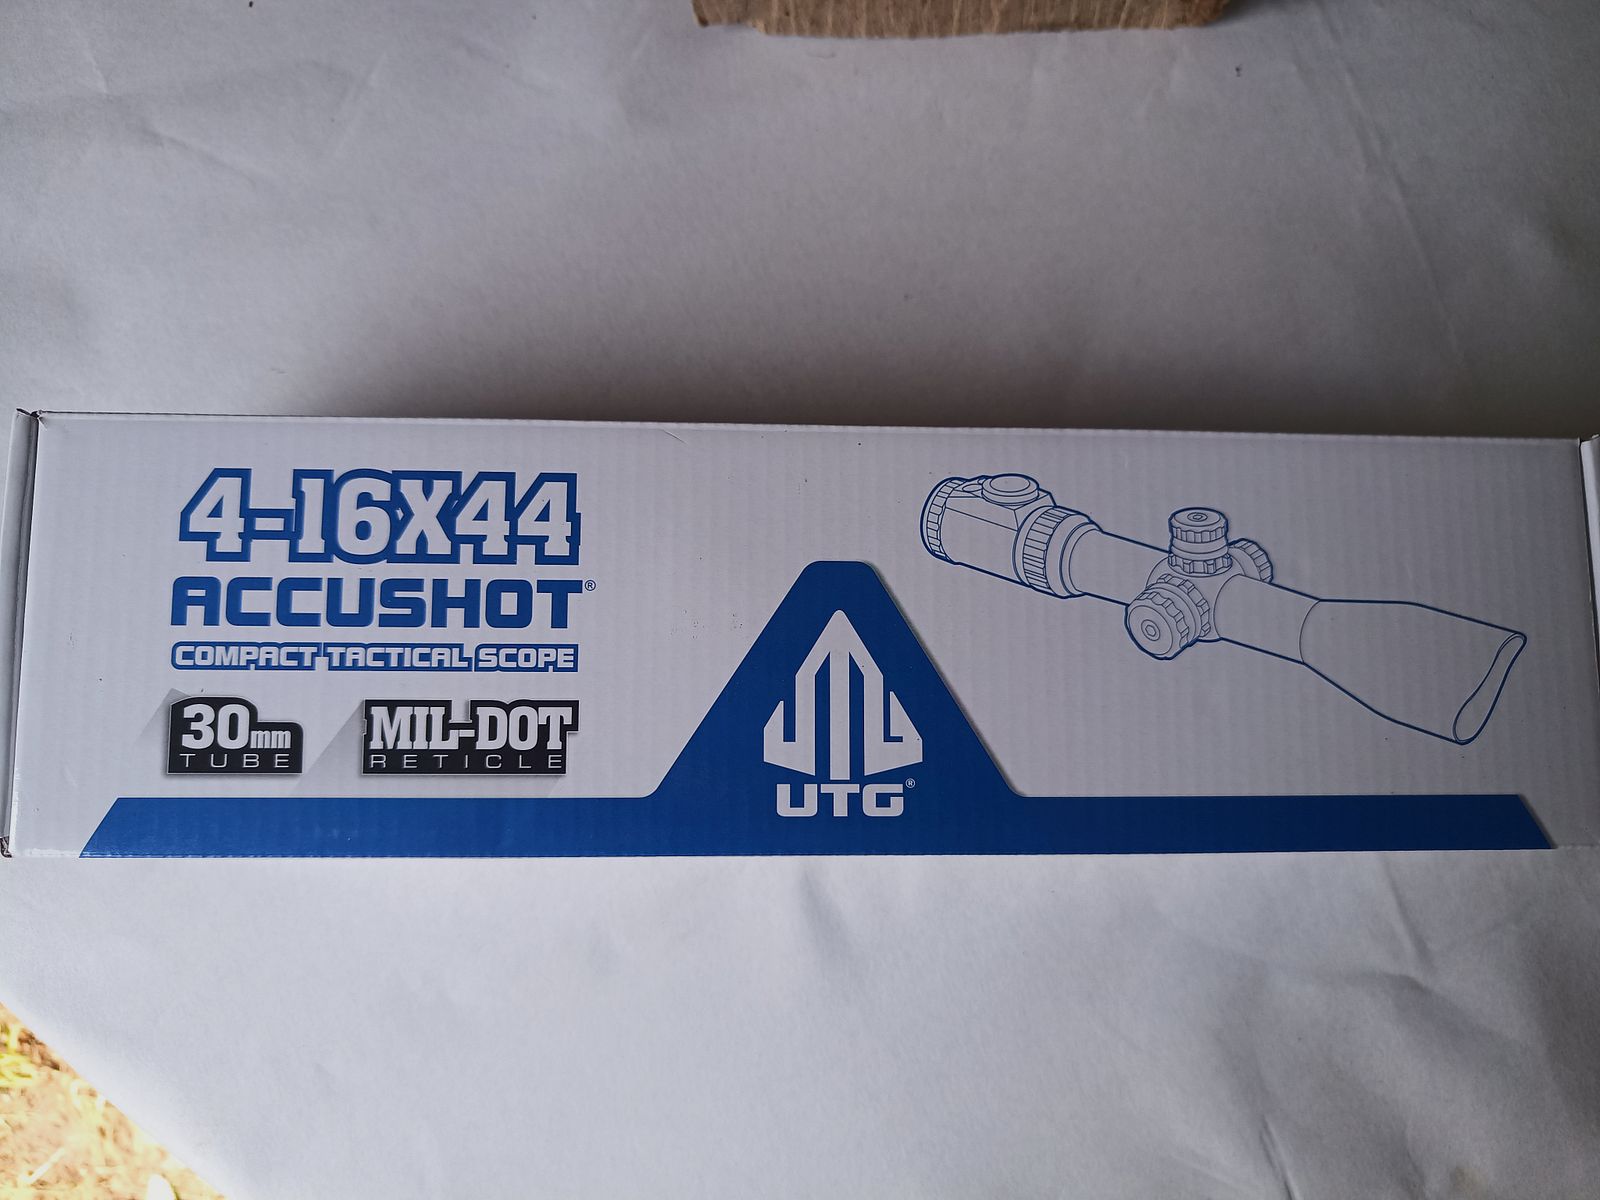 4-16X44
ACCUSHOT®
COMPACT TACTICAL SCOPE
30mm
TUBE
MIL-DOT
RETICLE
UTG®